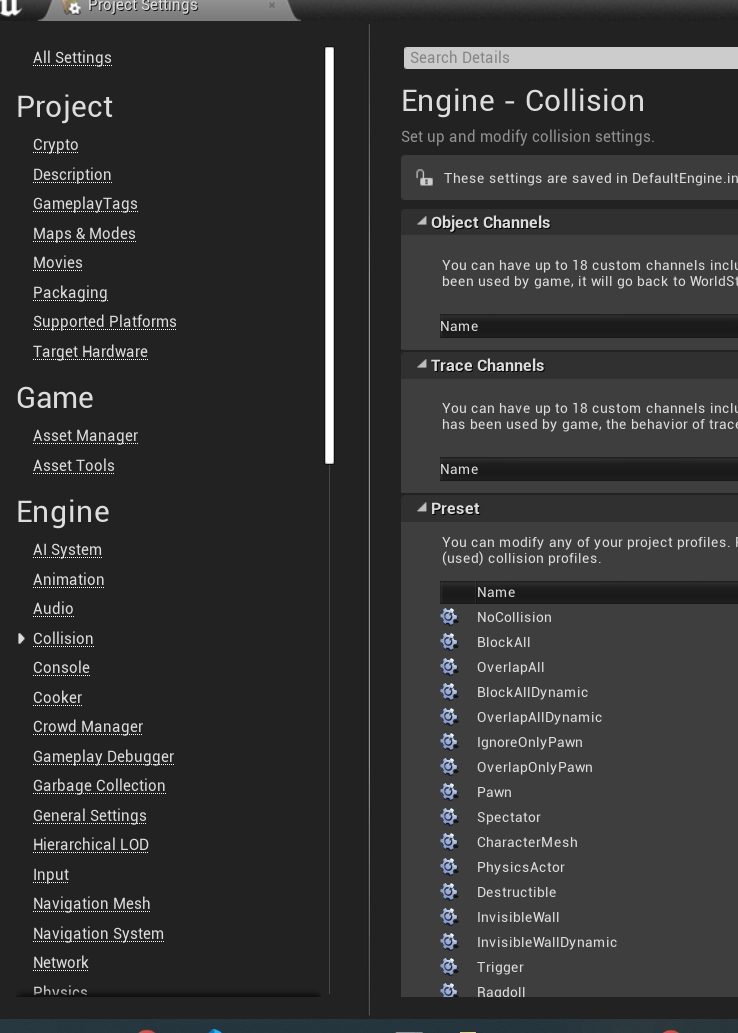 Project Settings
All Settings
Project
Crypto
Description
GameplayTags
Maps & Modes
Movies
Packaging
Supported Platforms
Target Hardware
Game
Asset Manager
Asset Tools
Engine
AI System
Animation
Audio
Collision
Console
Cooker
Crowd Manager
Gameplay Debugger
Garbage Collection
General Settings
Hierarchical LOD
Input
Navigation Mesh
Navigation System
Network
Physics
Search Details
Engine - Collision
Set up and modify collision settings.
These settings are saved in DefaultEngine.in
Object Channels
You can have up to 18 custom channels inclu
been used by game, it will go back to WorldSt
Name
Trace Channels
You can have up to 18 custom channels inclu
has been used by game, the behavior of trace
Name
Preset
You can modify any of your project profiles.
(used) collision profiles.
Name
NoCollision
BlockAll
OverlapAll
BlockAllDynamic
OverlapAllDynamic
IgnoreOnlyPawn
OverlapOnlyPawn
Pawn
Spectator
CharacterMesh
PhysicsActor
Destructible
InvisibleWall
InvisibleWallDynamic
Trigger
Ragdoll